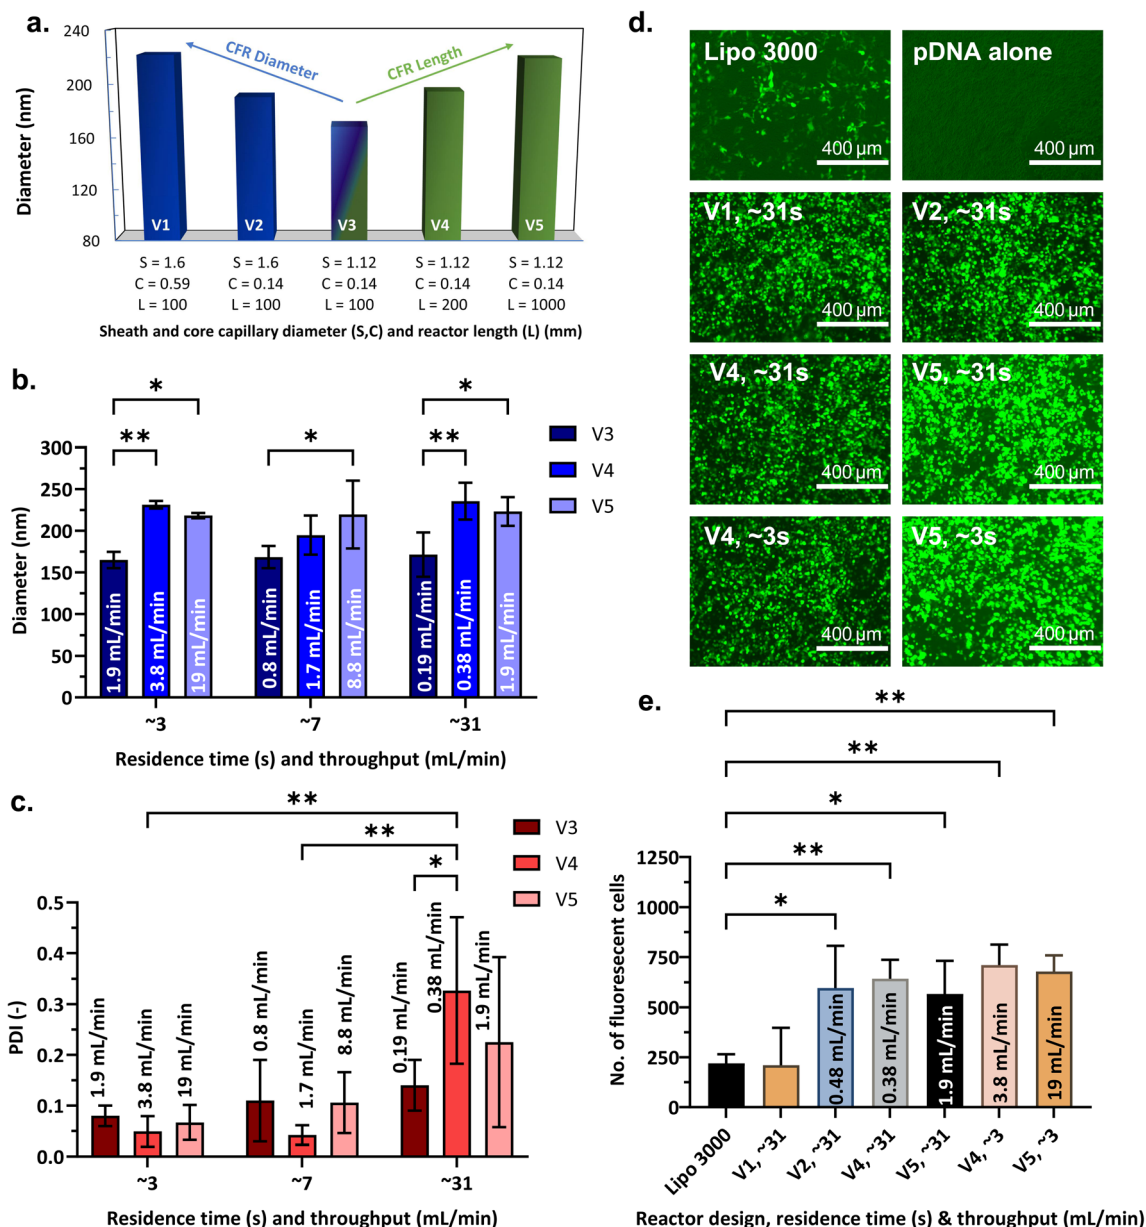 a.
240
200
160
120
80
Diameter (nm)
CFR Diameter
CFR Length
V1
V2
V3
V4
V5
S = 1.6
C = 0.59
L = 100
S = 1.6
C = 0.14
L = 100
S = 1.12
C = 0.14
L = 100
S = 1.12
C = 0.14
L = 200
S = 1.12
C = 0.14
L = 1000
Sheath and core capillary diameter (S,C) and reactor length (L) (mm)
b.
*
*
**
*
**
V3
V4
V5
300
250
200
150
100
50
0
Diameter (nm)
1.9 mL/min
3.8 mL/min
19 mL/min
0.8 mL/min
1.7 mL/min
8.8 mL/min
0.19 mL/min
0.38 mL/min
1.9 mL/min
~3
~7
~31
Residence time (s) and throughput (mL/min)
c.
**
**
*
V3
V4
V5
0.5
0.4
0.3
0.2
0.1
0.0
PDI (-)
1.9 mL/min
3.8 mL/min
19 mL/min
0.8 mL/min
1.7 mL/min
8.8 mL/min
0.19 mL/min
0.38 mL/min
1.9 mL/min
~3
~7
~31
Residence time (s) and throughput (mL/min)
d.
Lipo 3000
400 µm
pDNA alone
400 µm
V1, ~31s
400 µm
V2, ~31s
400 µm
V4, ~31s
400 µm
V5, ~31s
400 µm
V4, ~3s
400 µm
V5, ~3s
400 µm
e.
**
**
*
**
*
1250
1000
750
500
250
0
No. of fluoresecent cells
0.48 mL/min
0.38 mL/min
1.9 mL/min
3.8 mL/min
19 mL/min
Lipo 3000
V1, ~31
V2, ~31
V4, ~31
V5, ~31
V4, ~3
V5, ~3
Reactor design, residence time (s) & throughput (mL/min)